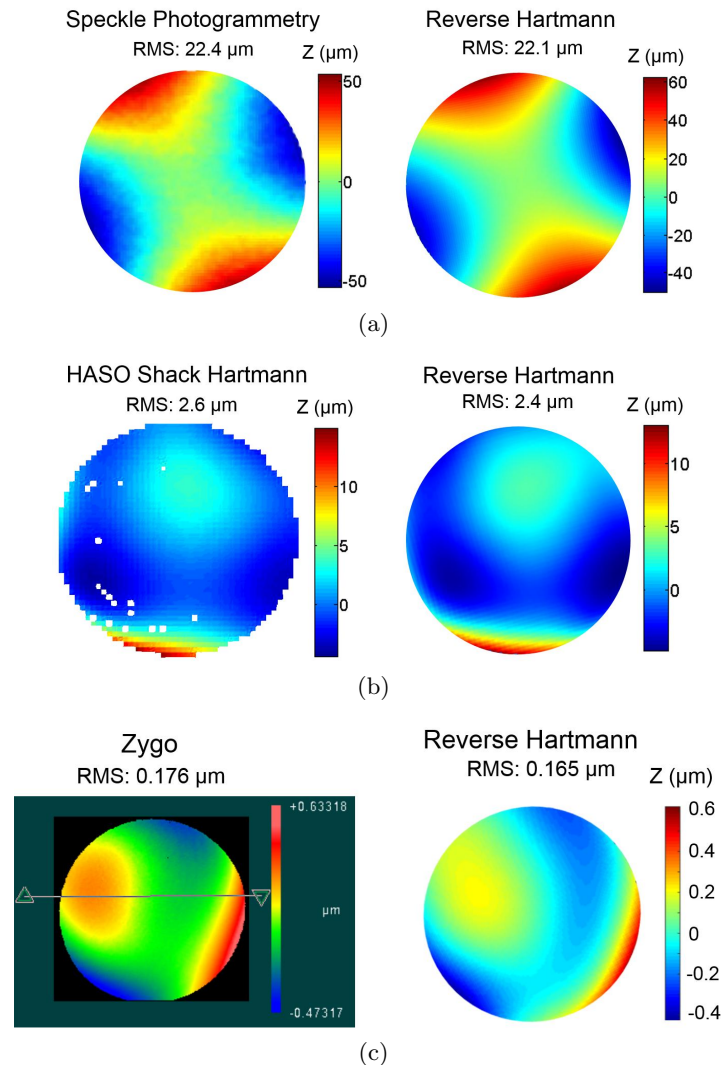 Speckle Photogrammetry
RMS: 22.4 μm
Z (μm)
50
0
-50
Reverse Hartmann
RMS: 22.1 μm
Z (μm)
60
40
20
0
-20
-40
(a)
HASO Shack Hartmann
RMS: 2.6 μm
Z (μm)
10
5
0
Reverse Hartmann
RMS: 2.4 μm
Z (μm)
10
5
0
(b)
Zygo
RMS: 0.176 μm
+0.63318
μm
-0.47317
Reverse Hartmann
RMS: 0.165 μm
Z (μm)
0.6
0.4
0.2
0
-0.2
-0.4
(c)